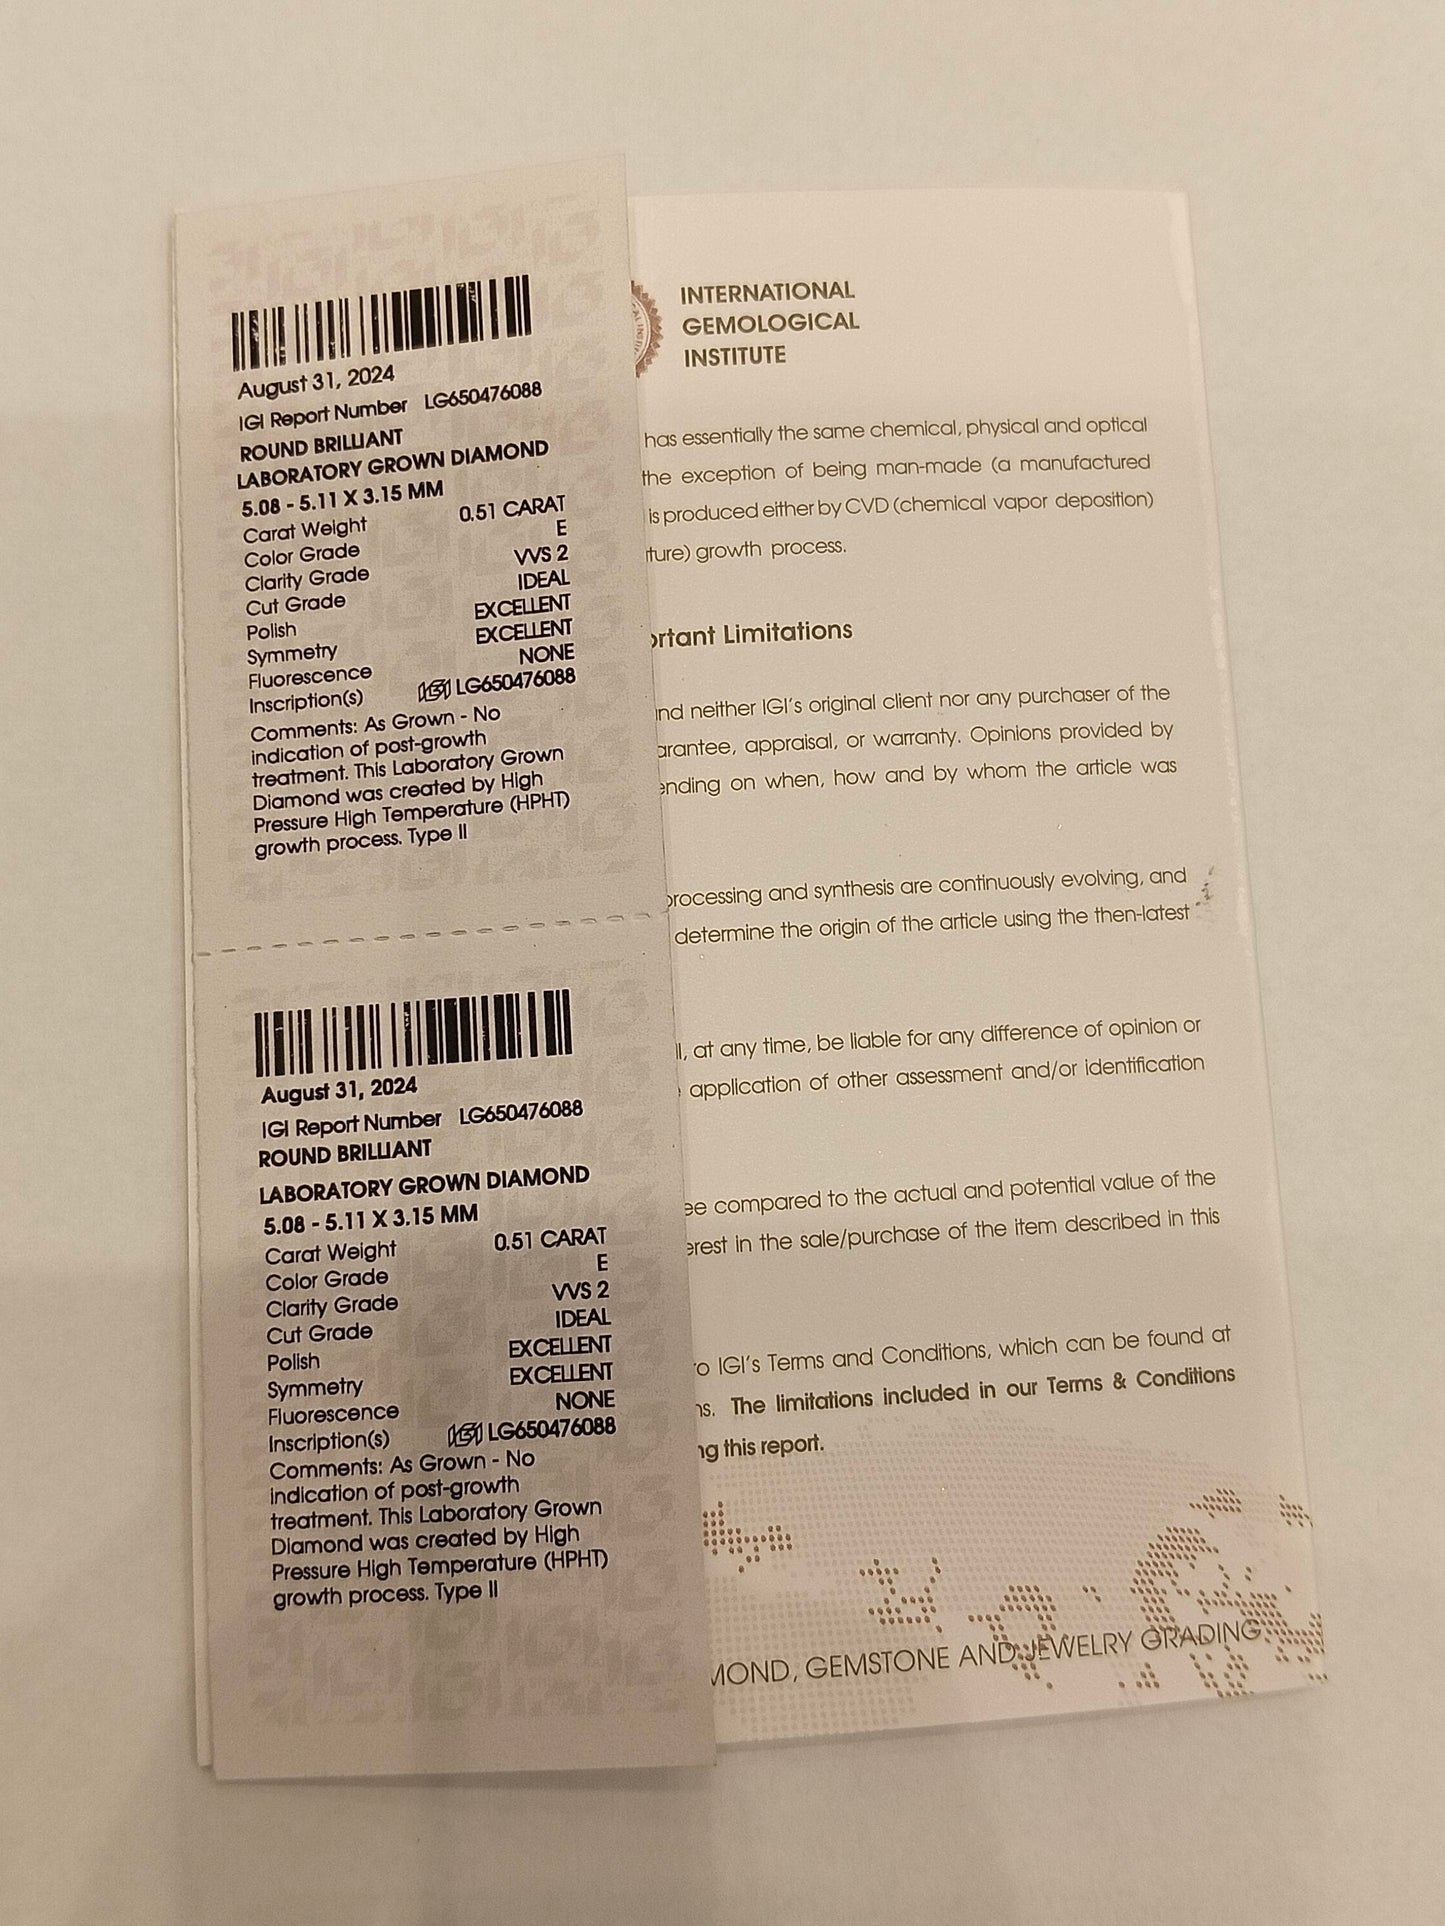 August 31, 2024
IGI Report Number LG650476088
ROUND BRILLIANT
LABORATORY GROWN DIAMOND
5.08 - 5.11 X 3.15 MM
Carat Weight 0.51 CARAT
Color Grade E
Clarity Grade VVS 2
Cut Grade IDEAL
Polish EXCELLENT
Symmetry EXCELLENT
Fluorescence NONE
Inscription(s) IGI LG650476088
Comments: As Grown - No
indication of post-growth
treatment. This Laboratory Grown
Diamond was created by High
Pressure High Temperature (HPHT)
growth process. Type II
August 31, 2024
IGI Report Number LG650476088
ROUND BRILLIANT
LABORATORY GROWN DIAMOND
5.08 - 5.11 X 3.15 MM
Carat Weight 0.51 CARAT
Color Grade E
Clarity Grade VVS 2
Cut Grade IDEAL
Polish EXCELLENT
Symmetry EXCELLENT
Fluorescence NONE
Inscription(s) IGI LG650476088
Comments: As Grown - No
indication of post-growth
treatment. This Laboratory Grown
Diamond was created by High
Pressure High Temperature (HPHT)
growth process. Type II
INTERNATIONAL
GEMOLOGICAL
INSTITUTE
has essentially the same chemical, physical and optical
the exception of being man-made (a manufactured
is produced either by CVD (chemical vapor deposition)
growth process.
Limitations
neither IGI's original client nor any purchaser of the
appraisal, or warranty. Opinions provided by
on when, how and by whom the article was
processing and synthesis are continuously evolving, and
determine the origin of the article using the then-latest
at any time, be liable for any difference of opinion or
application of other assessment and/or identification
compared to the actual and potential value of the
in the sale/purchase of the item described in this
IGI's Terms and Conditions, which can be found at
The limitations included in our Terms & Conditions
this report.
GEMSTONE AND JEWELRY GRADING